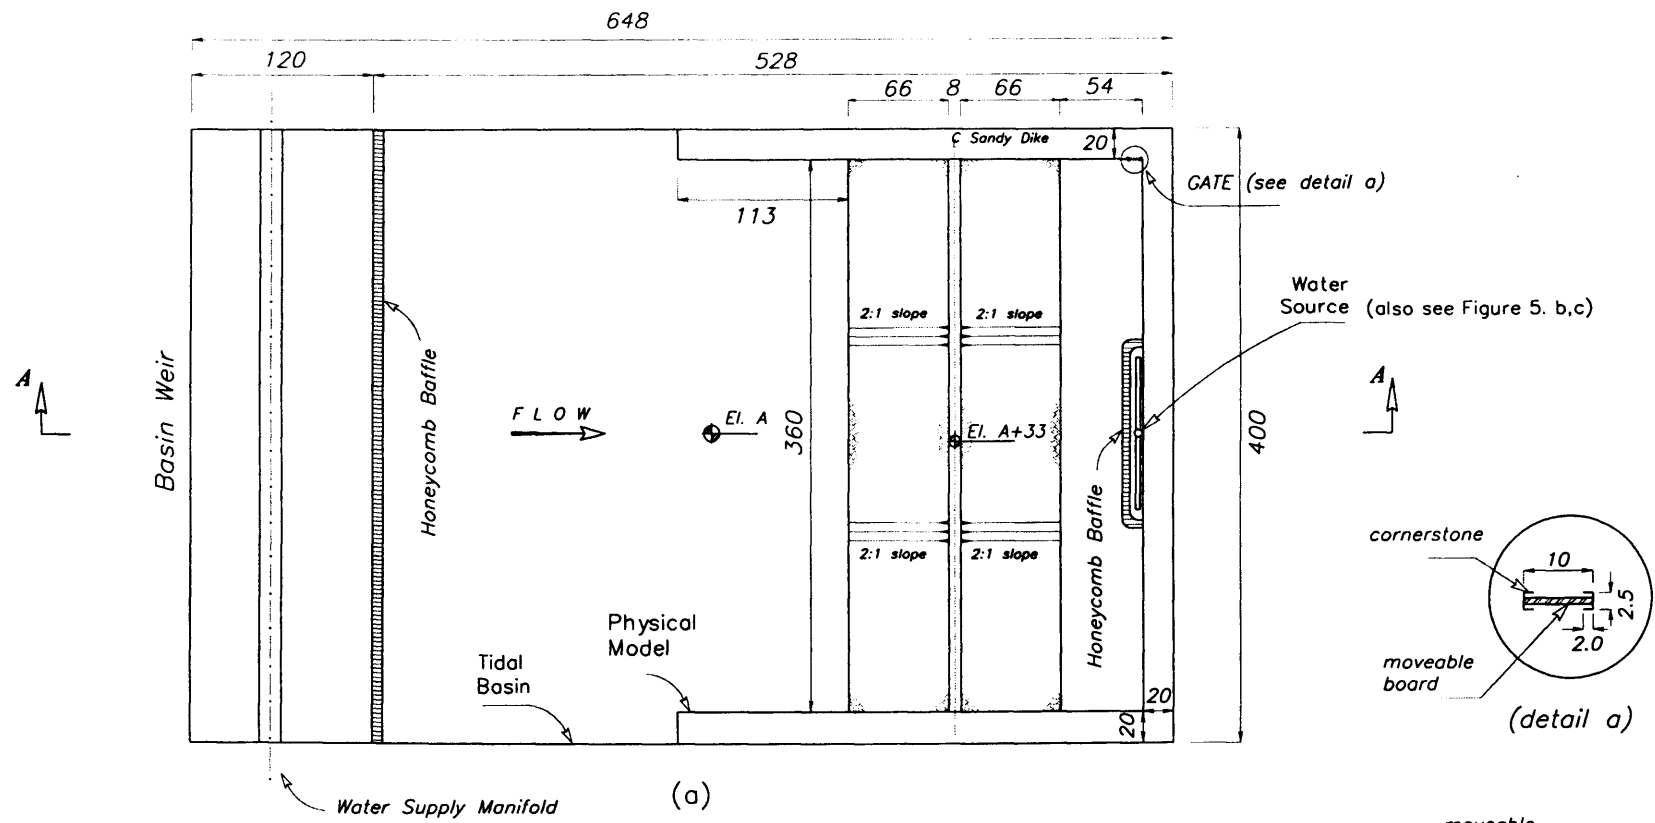 648
120
528
66 8 66 54
C Sandy Dike
20
GATE (see detail a)
113
Water
Source (also see Figure 5. b,c)
2:1 slope
2:1 slope
A
A
Basin Weir
Honeycomb Baffle
FLOW
El. A
360
El. A+33
400
Honeycomb Baffle
cornerstone
10
2.5
2.0
2:1 slope
2:1 slope
Physical
Model
Tidal
Basin
moveable
board
20
20
(detail a)
Water Supply Manifold
(a)